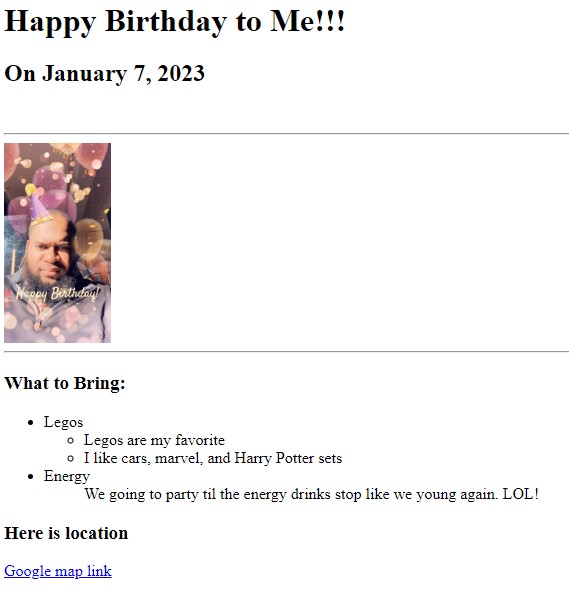 Happy Birthday to Me!!!
On January 7, 2023
Happy Birthday!
What to Bring:
Legos
Legos are my favorite
I like cars, marvel, and Harry Potter sets
Energy
We going to party til the energy drinks stop like we young again. LOL!
Here is location
Google map link